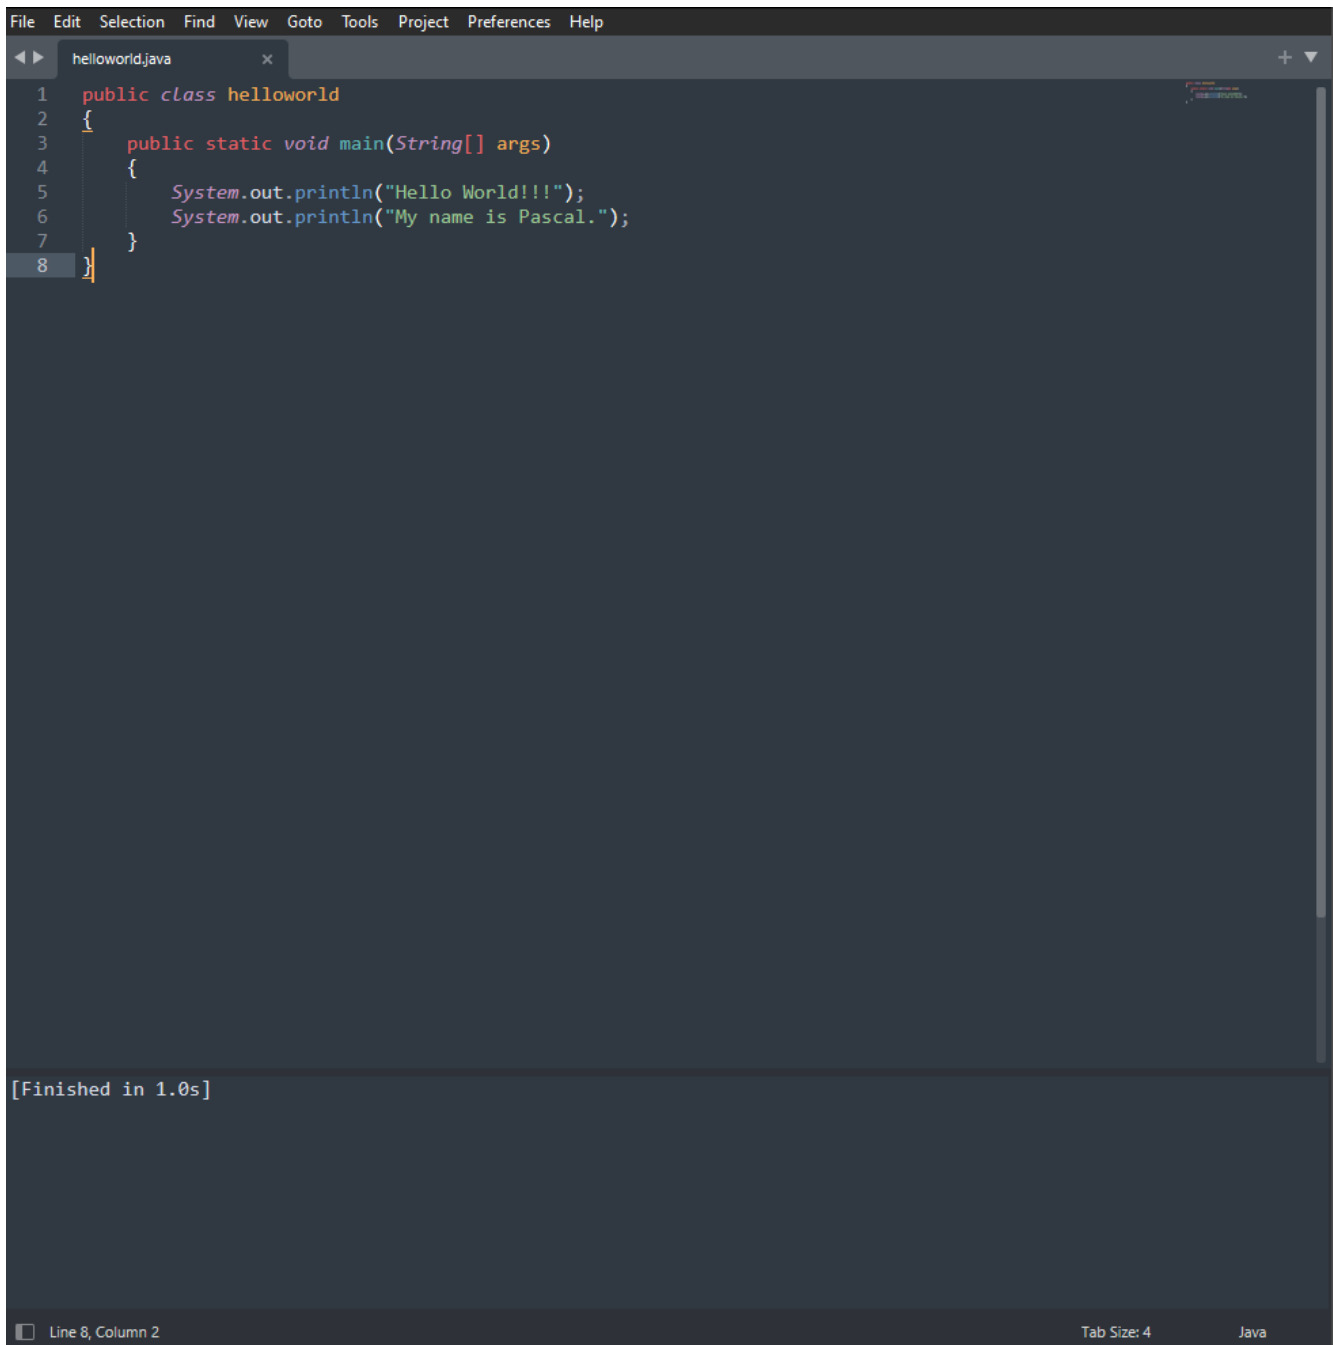 File Edit Selection Find View Goto Tools Project Preferences Help
helloworld.java
1 public class helloworld
2 {
3     public static void main(String[] args)
4     {
5         System.out.println("Hello World!!!");
6         System.out.println("My name is Pascal.");
7     }
8 }
[Finished in 1.0s]
Line 8, Column 2 Tab Size: 4 Java